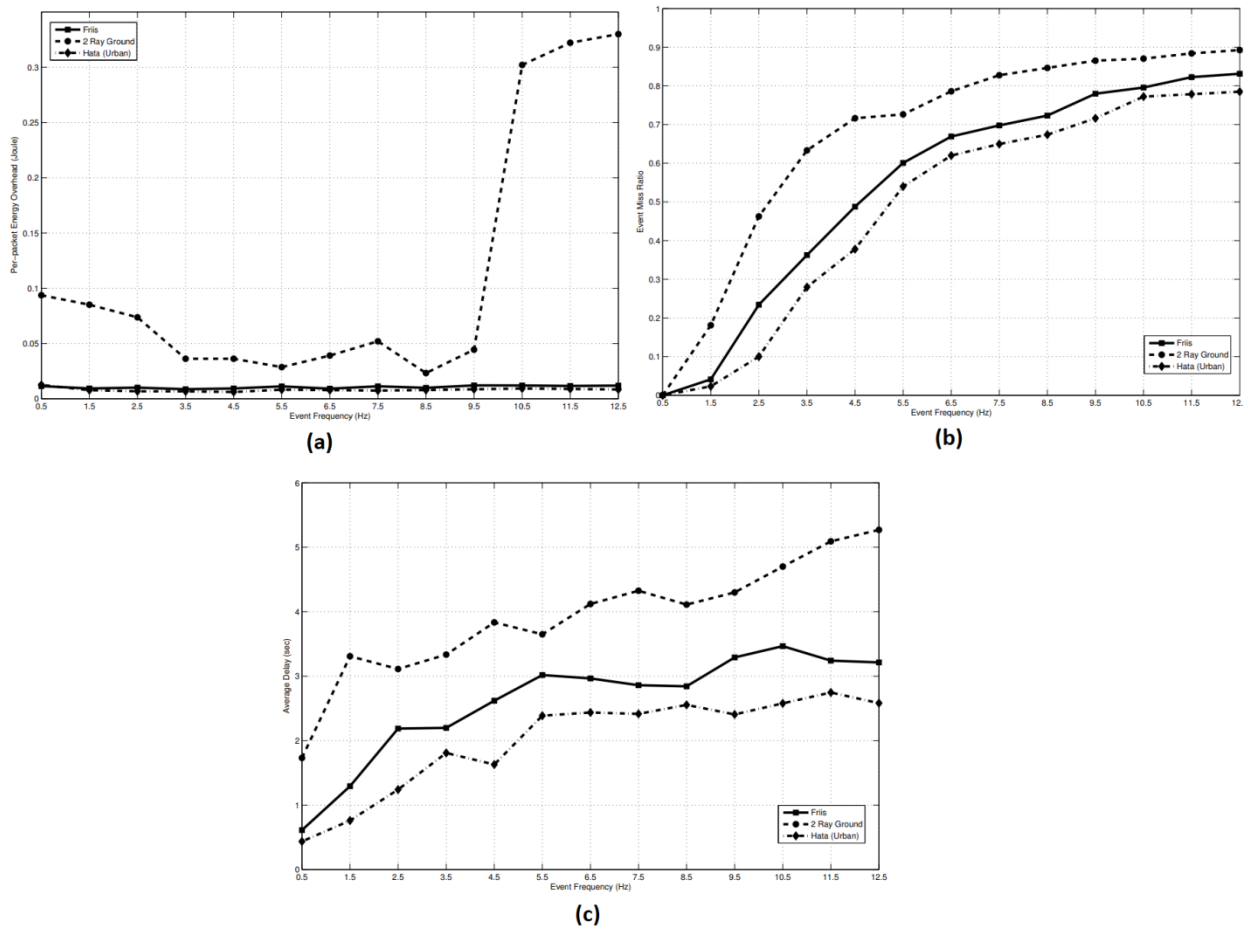 Friis
2 Ray Ground
Hata (Urban)
Per-packet Energy Overhead (Joule)
0.3
0.25
0.2
0.15
0.1
0.05
0
0.5 1.5 2.5 3.5 4.5 5.5 6.5 7.5 8.5 9.5 10.5 11.5 12.5
Event Frequency (Hz)
(a)
Event Miss Ratio
1
0.9
0.8
0.7
0.6
0.5
0.4
0.3
0.2
0.1
0
Friis
2 Ray Ground
Hata (Urban)
0.5 1.5 2.5 3.5 4.5 5.5 6.5 7.5 8.5 9.5 10.5 11.5 12.5
Event Frequency (Hz)
(b)
Average Delay (sec)
6
5
4
3
2
1
0
Friis
2 Ray Ground
Hata (Urban)
0.5 1.5 2.5 3.5 4.5 5.5 6.5 7.5 8.5 9.5 10.5 11.5 12.5
Event Frequency (Hz)
(c)